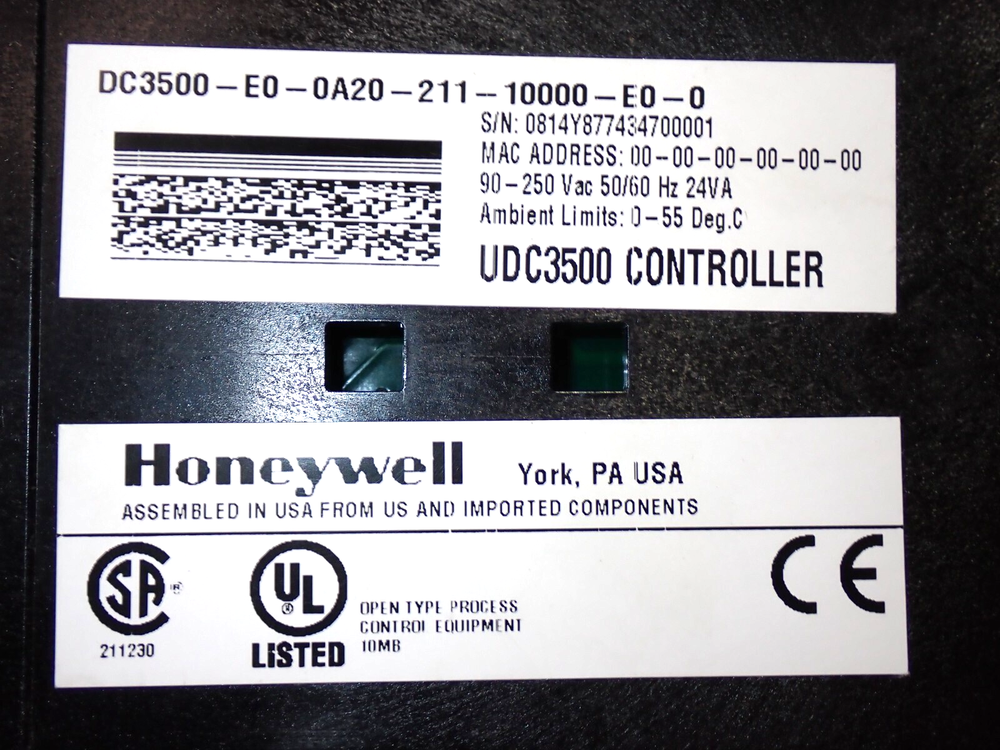 DC3500-E0-0A20-211-10000-E0-0
S/N: 0814Y877434700001
MAC ADDRESS: 00-00-00-00-00-00
90-250 Vac 50/60 Hz 24VA
Ambient Limits: 0-55 Deg.C
UDC3500 CONTROLLER
Honeywell York, PA USA
ASSEMBLED IN USA FROM US AND IMPORTED COMPONENTS
SA ®
211230
UL ®
LISTED
OPEN TYPE PROCESS
CONTROL EQUIPMENT
10MB
CE